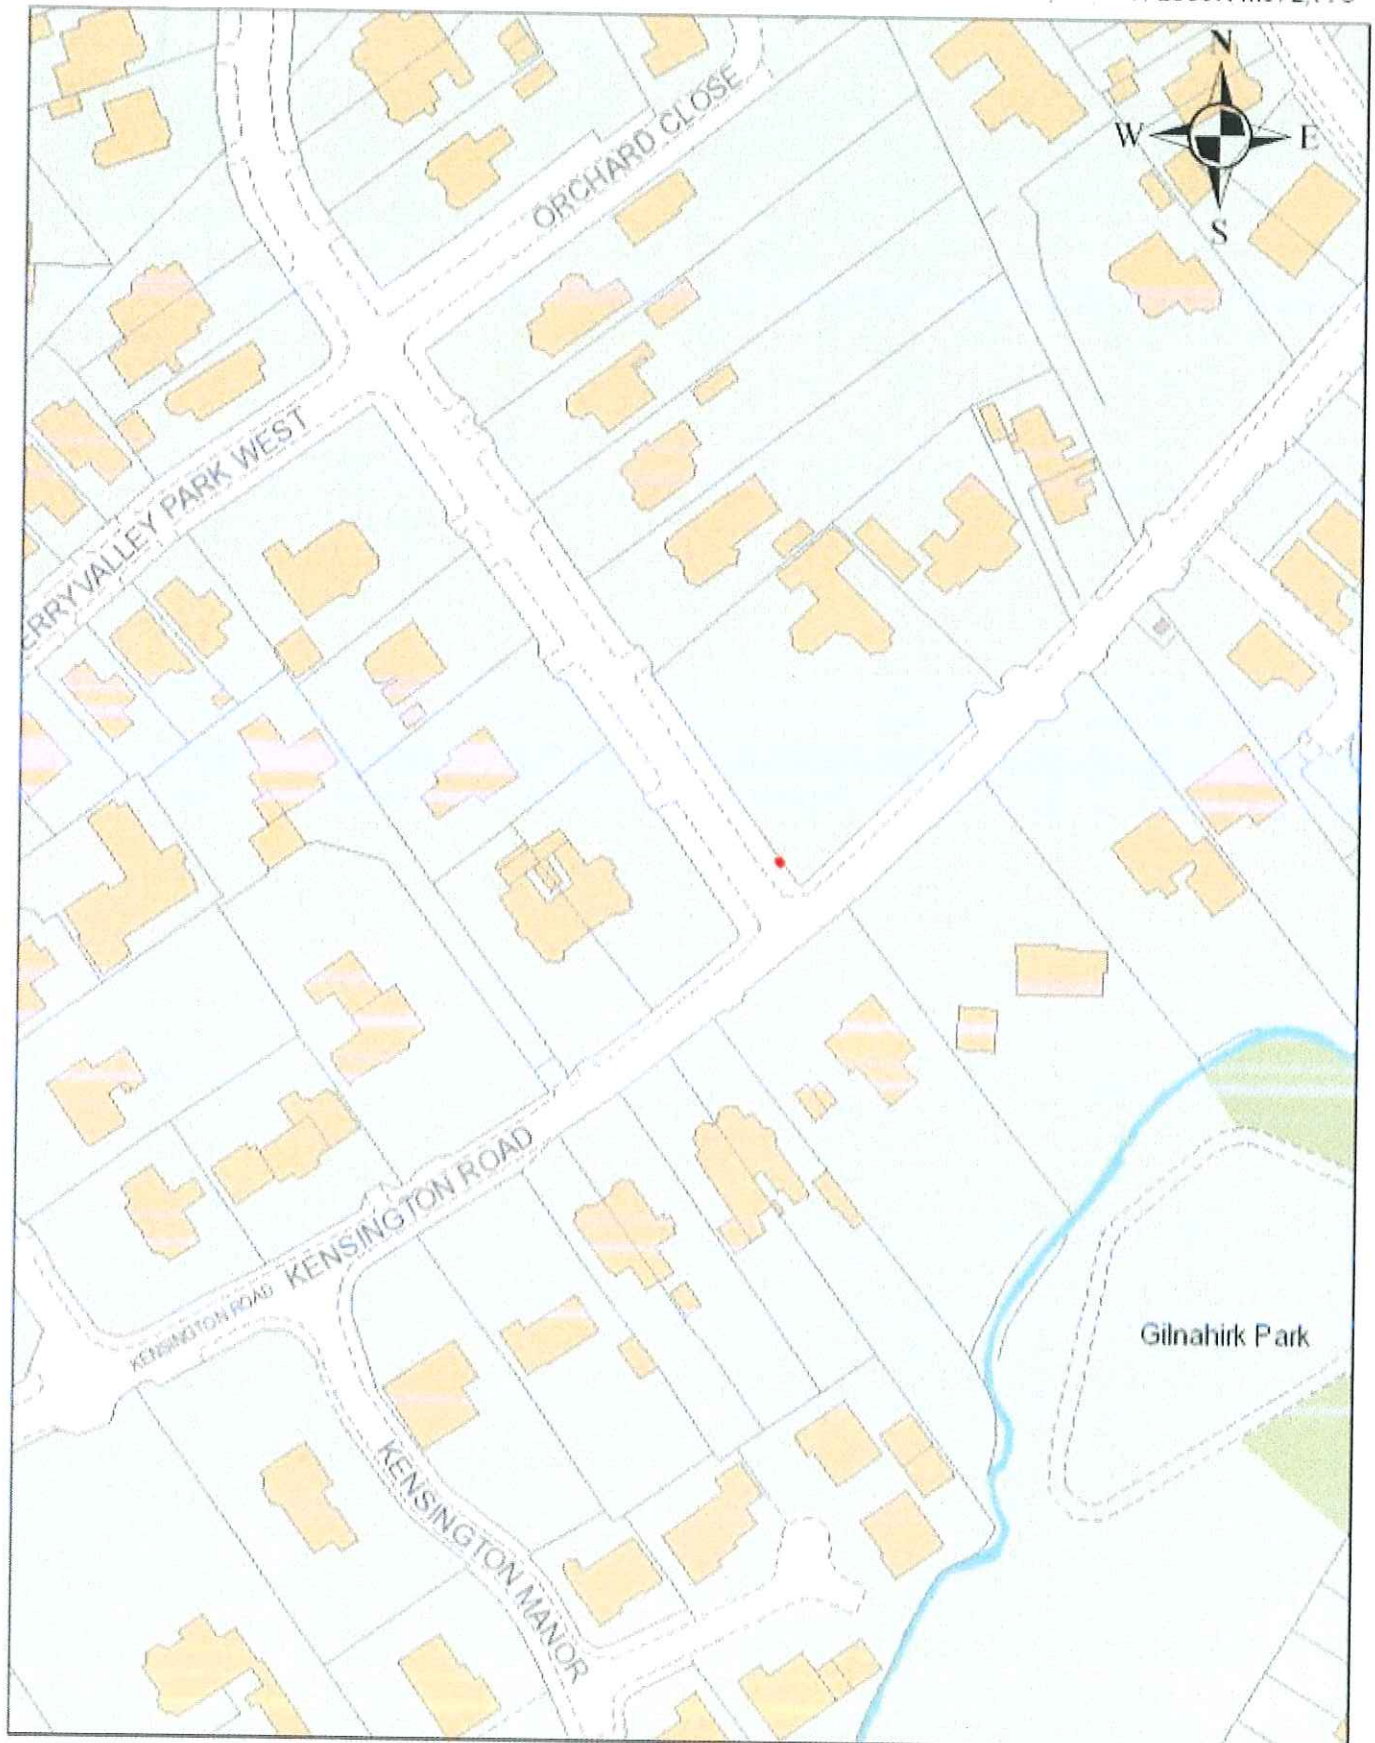 N
W E
S
ORCHARD CLOSE
ERRYVALLEY PARK WEST
KENSINGTON ROAD
KENSINGTON ROAD
Gilnahirk Park
KENSINGTON MANOR